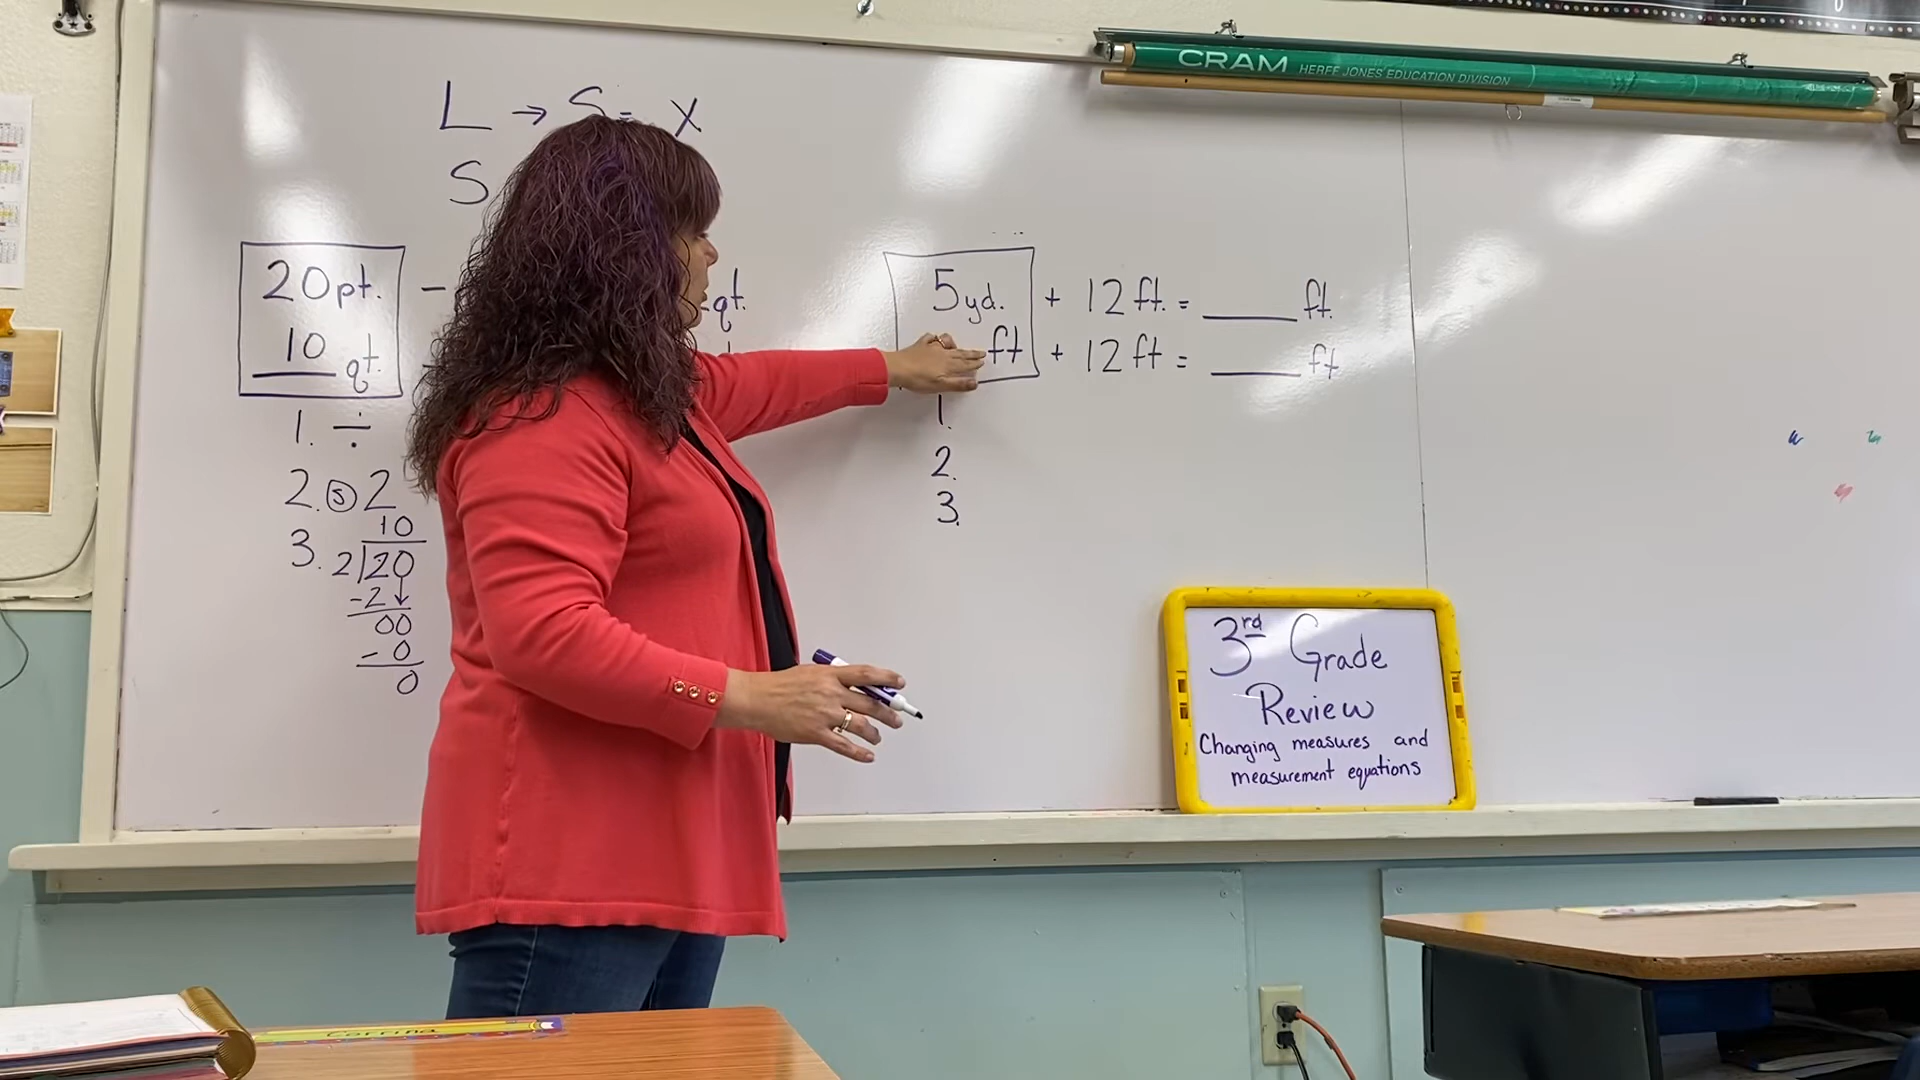 CRAM HERFF JONES EDUCATION DIVISION
L → S = X
S
20 pt. -
10 qt.
1. ÷
2. Ⓢ 2
10
3. 2|20
-2↓
00
-0
0
qt.
5 yd. + 12 ft. = ____ ft.
ft + 12 ft = ____ ft
1.
2.
3.
3rd Grade
Review
Changing measures and
measurement equations
Corrina